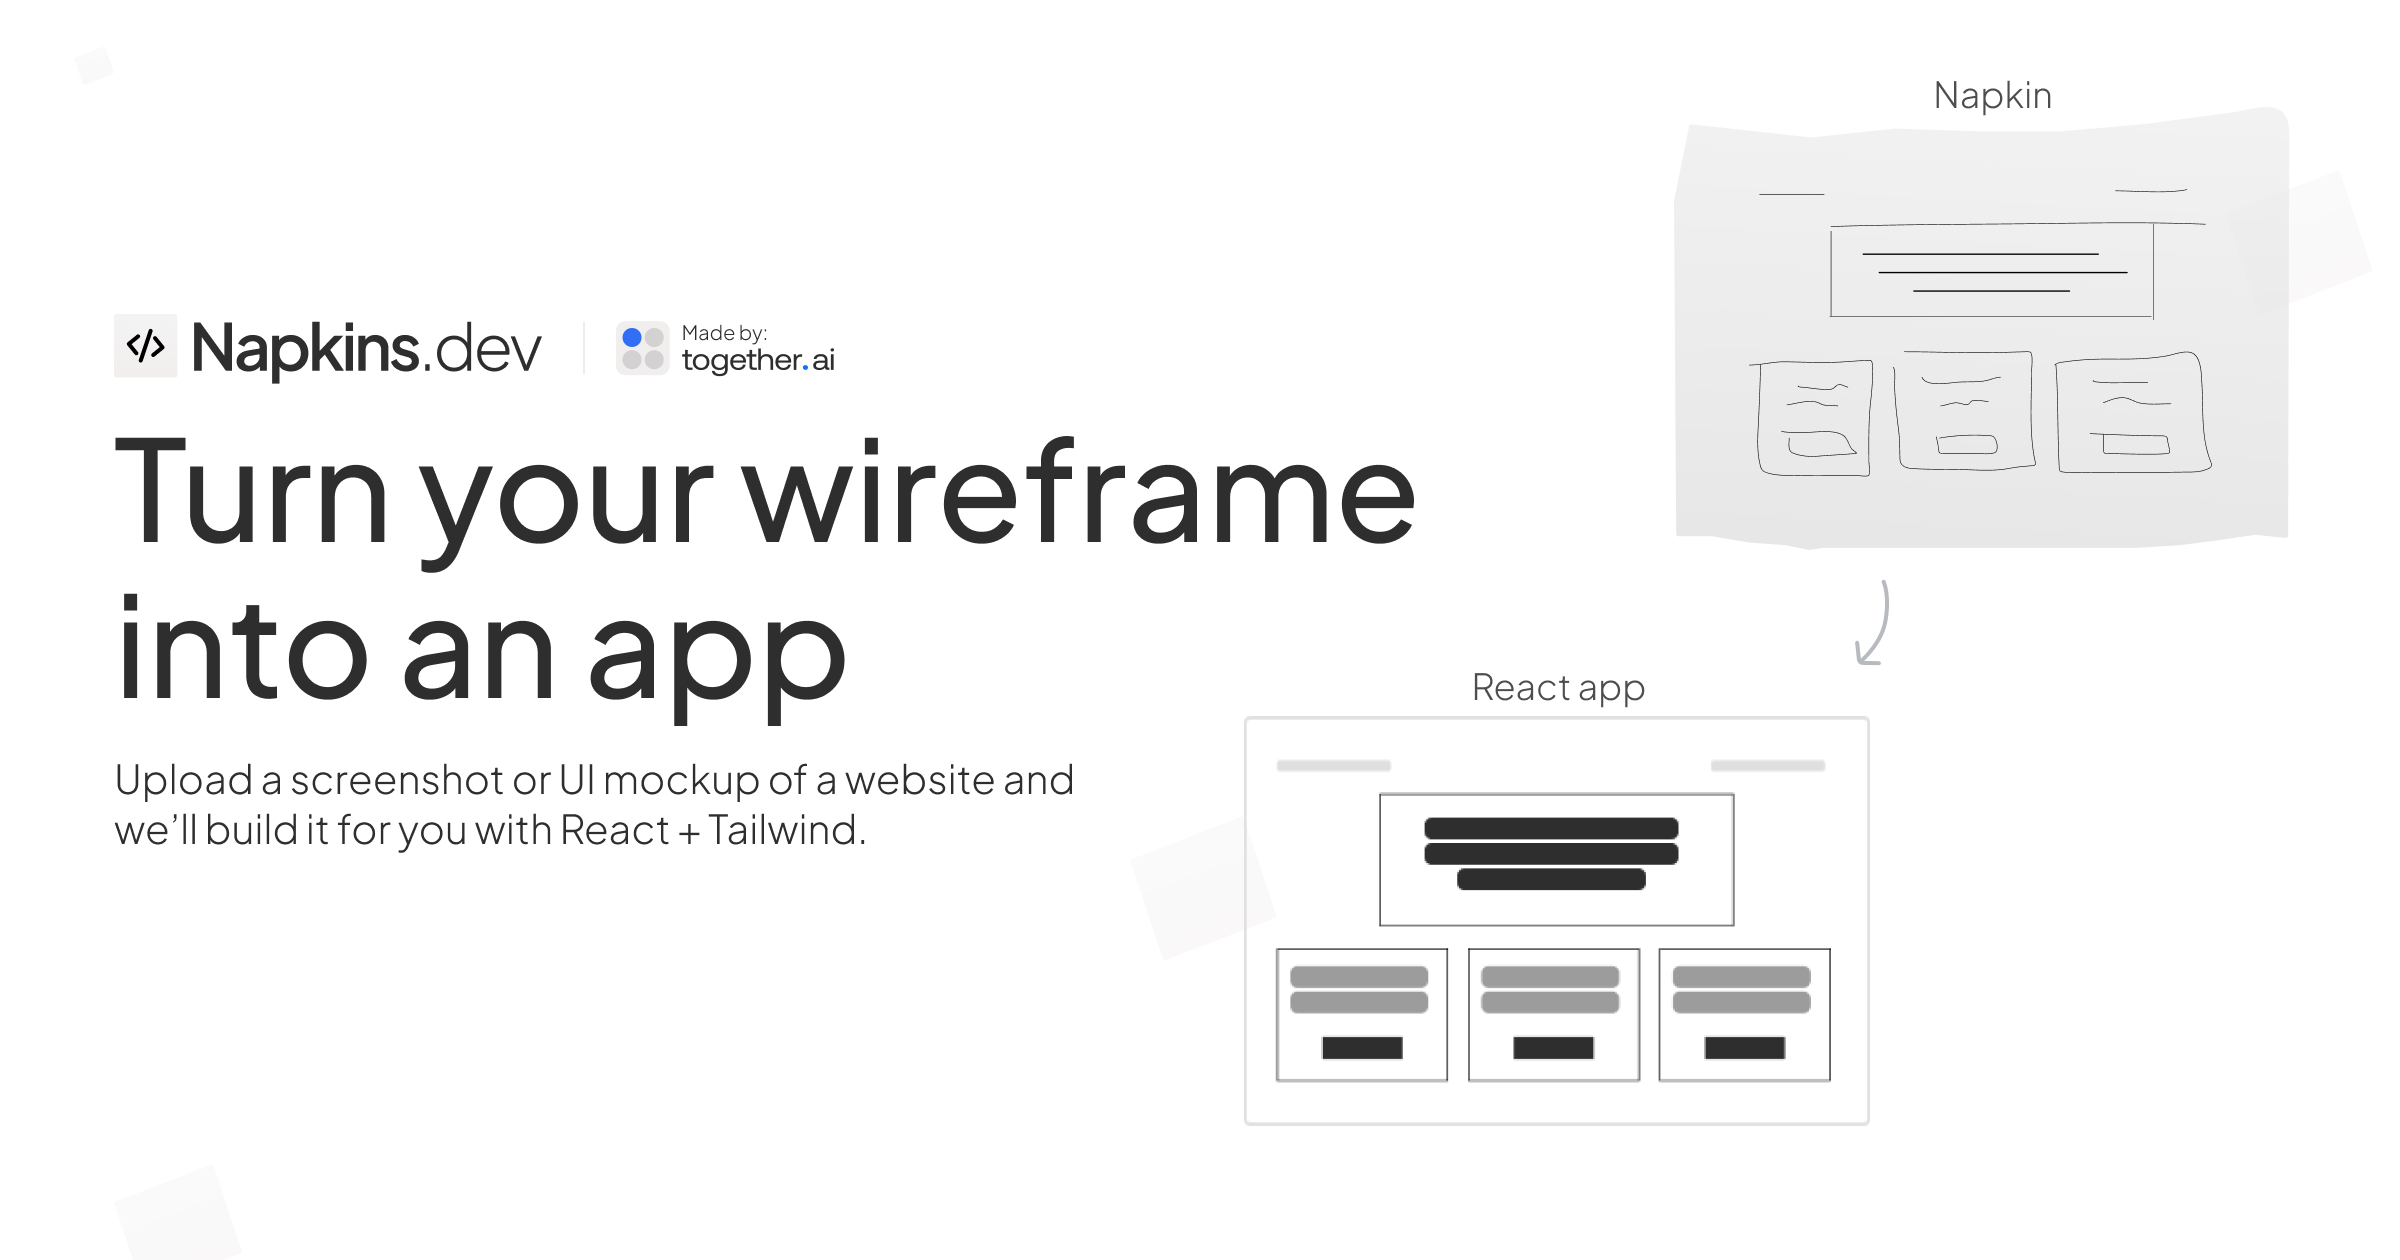 Napkins.dev
Made by:
together.ai
Turn your wireframe
into an app
Upload a screenshot or UI mockup of a website and
we’ll build it for you with React + Tailwind.
Napkin
React app